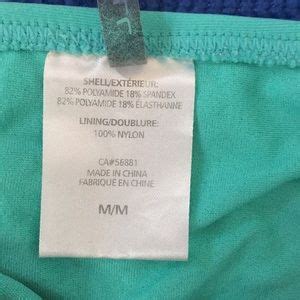 SHELL/EXTÉRIEUR:
82% POLYAMIDE 18% SPANDEX
82% POLYAMIDE 18% ÉLASTHANNE
LINING/DOUBLURE:
100% NYLON
CA#56881
MADE IN CHINA
FABRIQUÉ EN CHINE
M/M